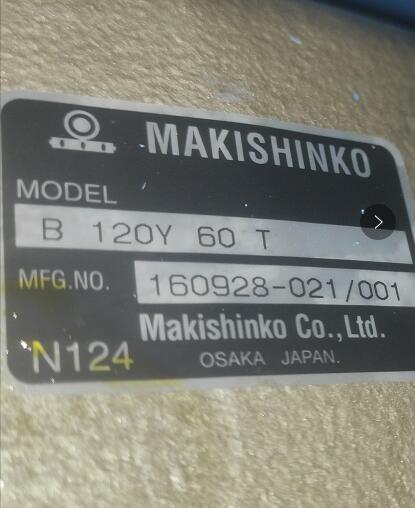 MAKISHINKO
MODEL
B 120Y 60 T
MFG.NO. 160928-021/001
Makishinko Co.,Ltd.
N124 OSAKA JAPAN.